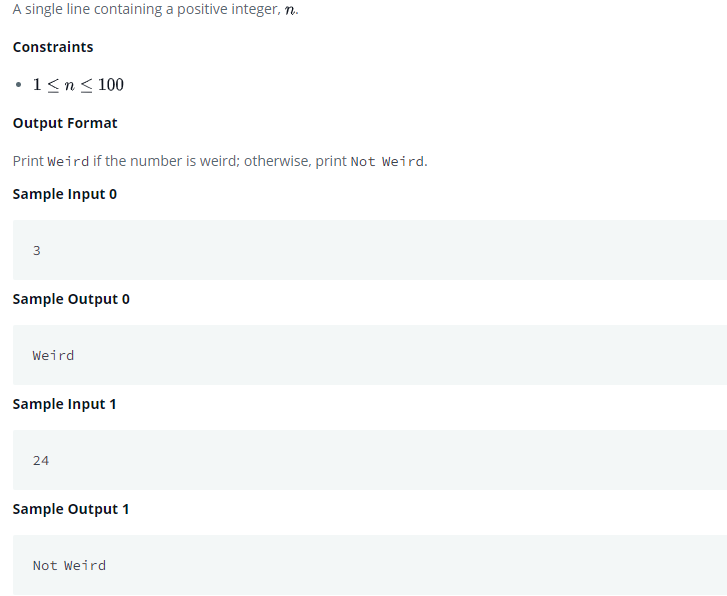 A single line containing a positive integer, n.
Constraints
• 1 ≤ n ≤ 100
Output Format
Print Weird if the number is weird; otherwise, print Not Weird.
Sample Input 0
3
Sample Output 0
Weird
Sample Input 1
24
Sample Output 1
Not Weird